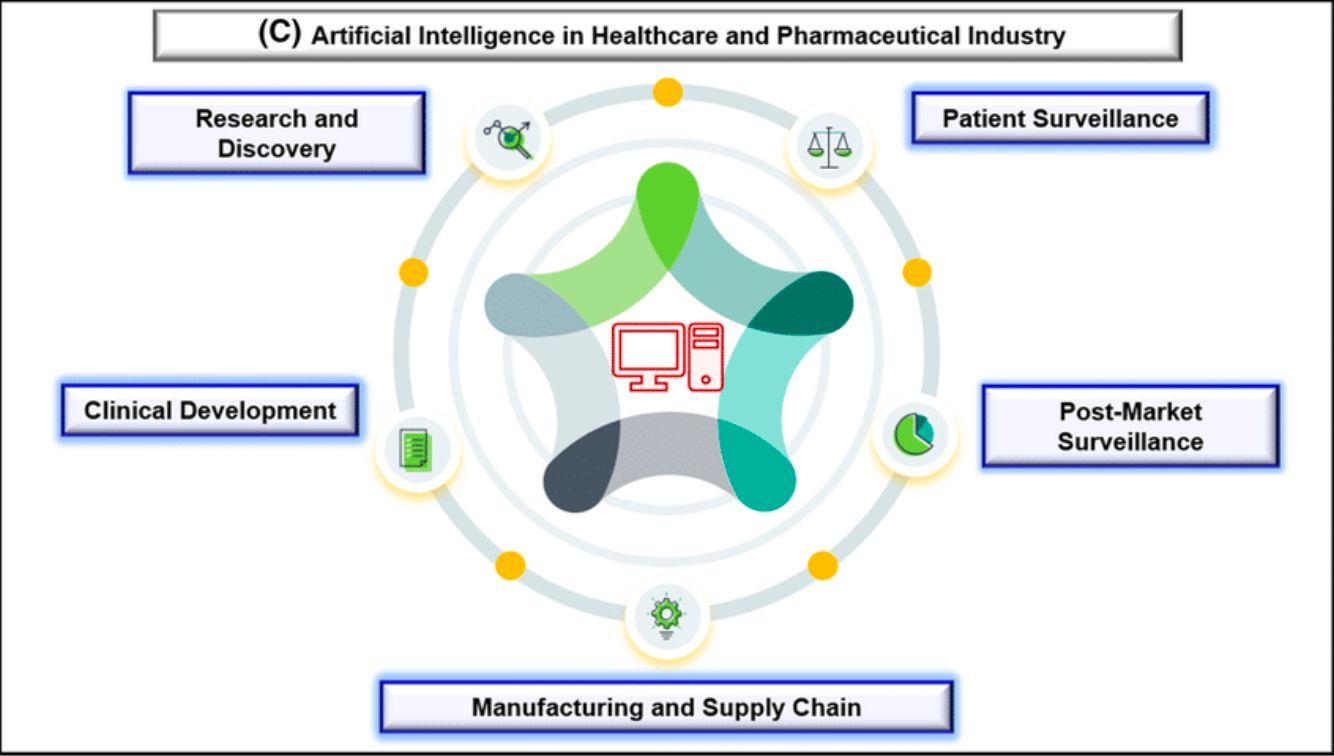 (C) Artificial Intelligence in Healthcare and Pharmaceutical Industry
Research and
Discovery
Patient Surveillance
Clinical Development
Post-Market
Surveillance
Manufacturing and Supply Chain